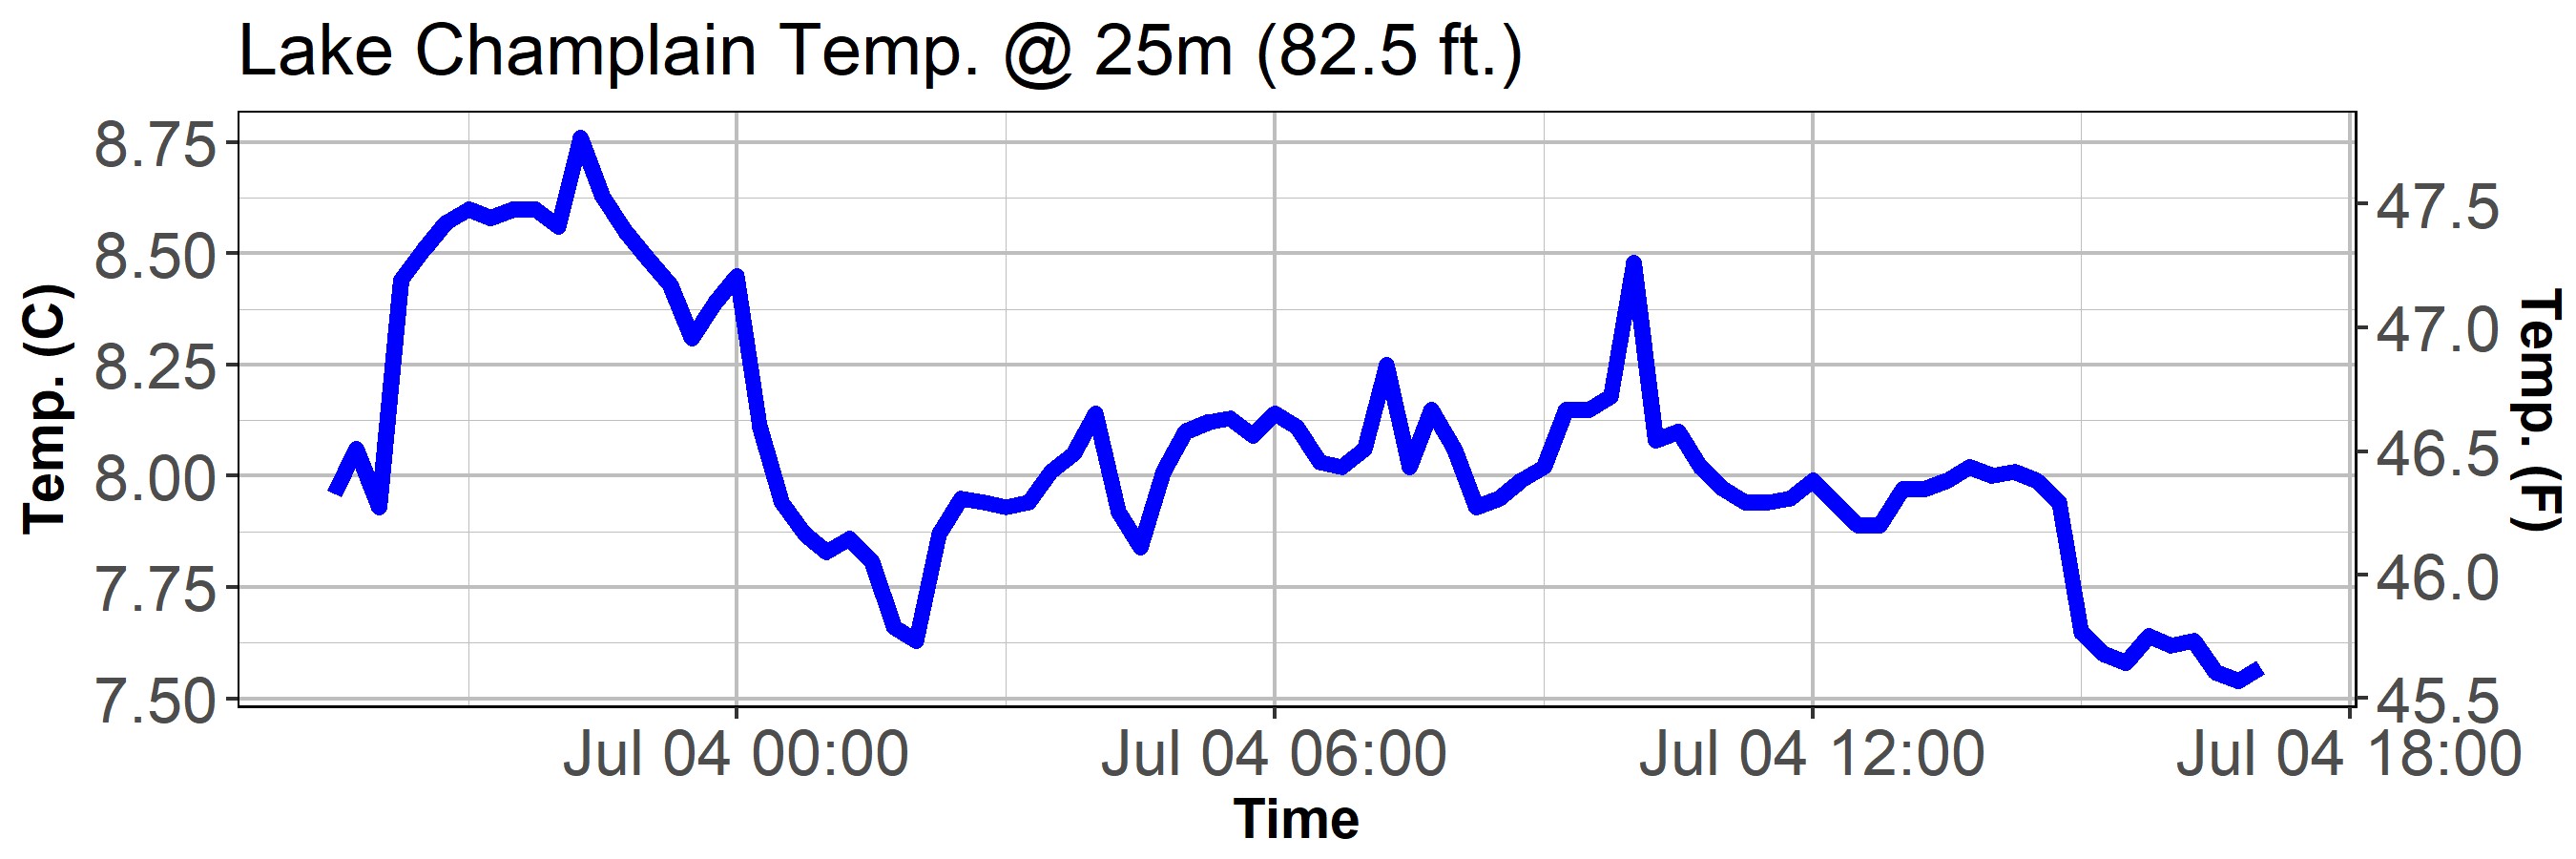 Lake Champlain Temp. @ 25m (82.5 ft.)
Temp. (C)
8.75
8.50
8.25
8.00
7.75
7.50
47.5
47.0
46.5
46.0
45.5
Temp. (F)
Jul 04 00:00 Jul 04 06:00 Jul 04 12:00 Jul 04 18:00
Time